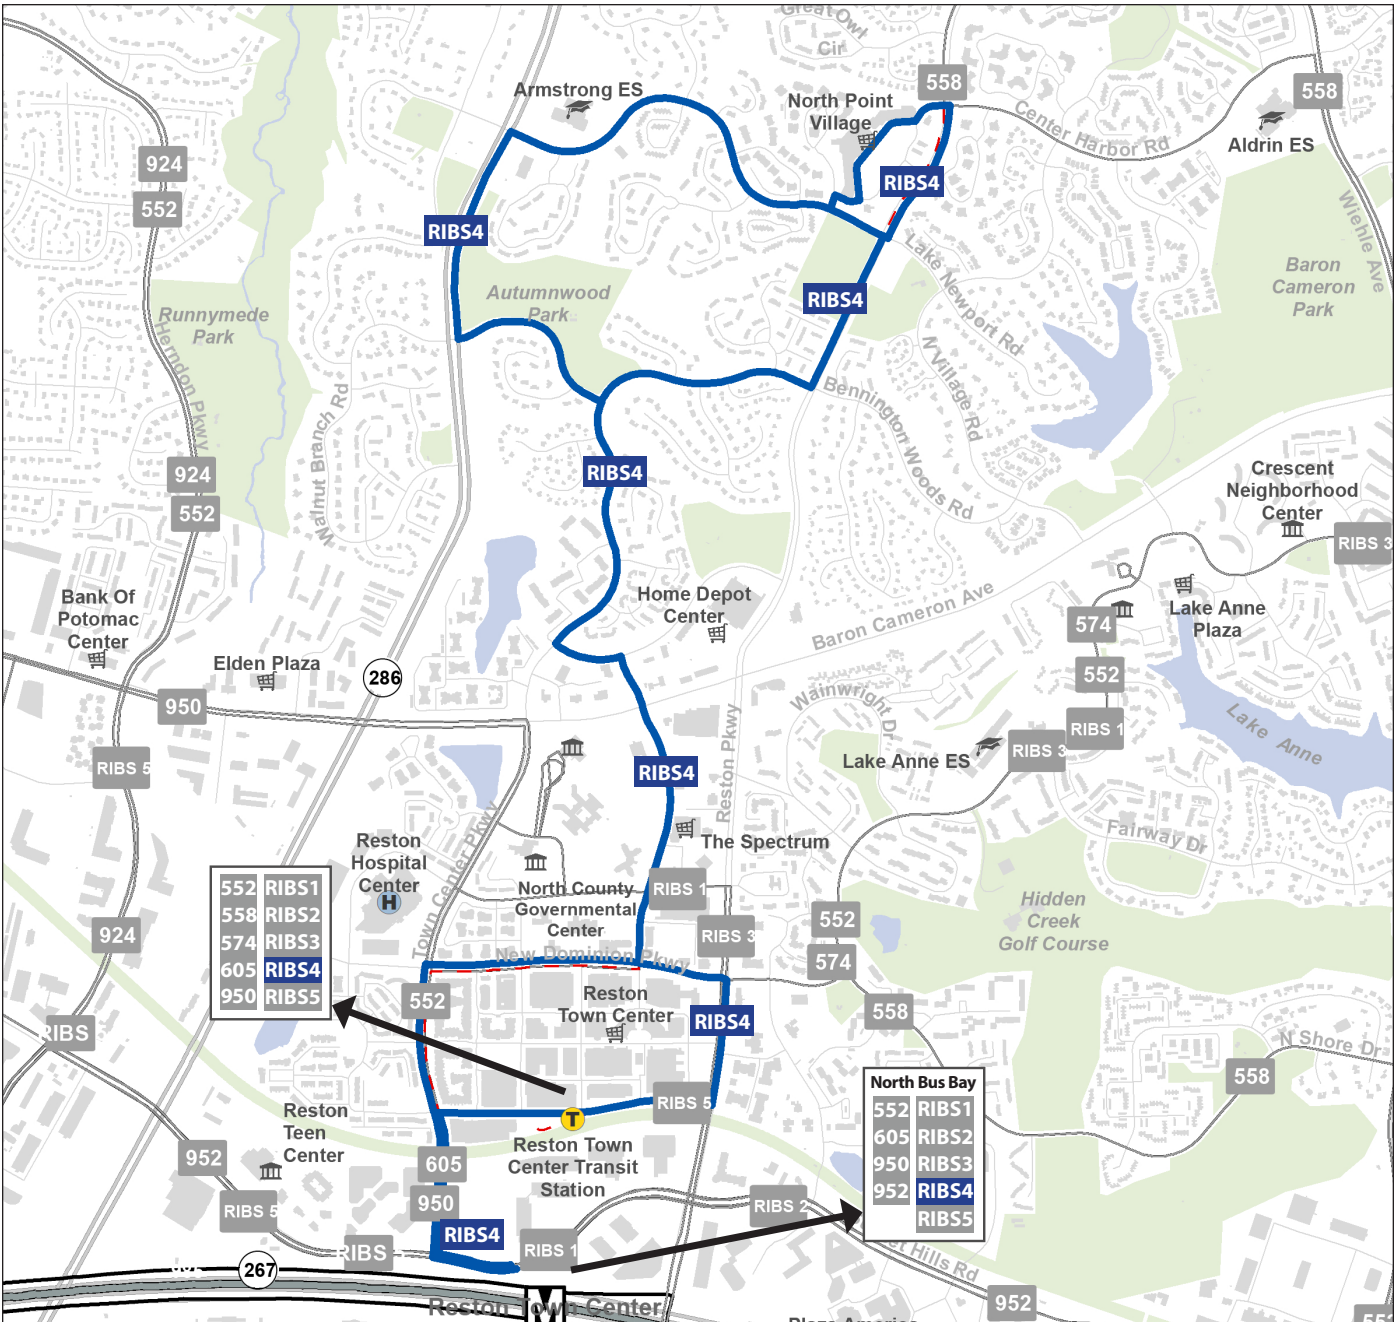 Great Owl
Cir
Armstrong ES
North Point
Village
558
558
Center Harbor Rd
Aldrin ES
924
552
RIBS4
RIBS4
Wiehle Ave
Lake Newport Rd
Baron
Cameron
Park
Autumnwood
Park
RIBS4
Runnymede
Park
Herndon Pkwy
Walnut Branch Rd
N Village Rd
Bennington Woods Rd
924
552
RIBS4
Crescent
Neighborhood
Center
RIBS 3
Bank Of
Potomac
Center
Home Depot
Center
Baron Cameron Ave
574
Lake Anne
Plaza
Elden Plaza
286
552
950
Wainwright Dr
RIBS 1
Lake Anne
Reston Pkwy
Lake Anne ES
RIBS 3
RIBS 5
RIBS4
Town Center Pkwy
The Spectrum
Fairway Dr
Reston
Hospital
Center
H
552 RIBS1
558 RIBS2
574 RIBS3
605 RIBS4
950 RIBS5
North County
Governmental
Center
RIBS 1
RIBS 3
552
574
Hidden
Creek
Golf Course
924
New Dominion Pkwy
552
Reston
Town Center
RIBS4
558
RIBS
N Shore Dr
558
RIBS 5
T
Reston Town
Center Transit
Station
Reston
Teen
Center
North Bus Bay
552 RIBS1
605 RIBS2
950 RIBS3
952 RIBS4
RIBS5
952
605
950
RIBS 5
RIBS4
RIBS 2
RIBS 1
RIBS
et Hills Rd
267
952
Reston Town Center
M
Plaza America